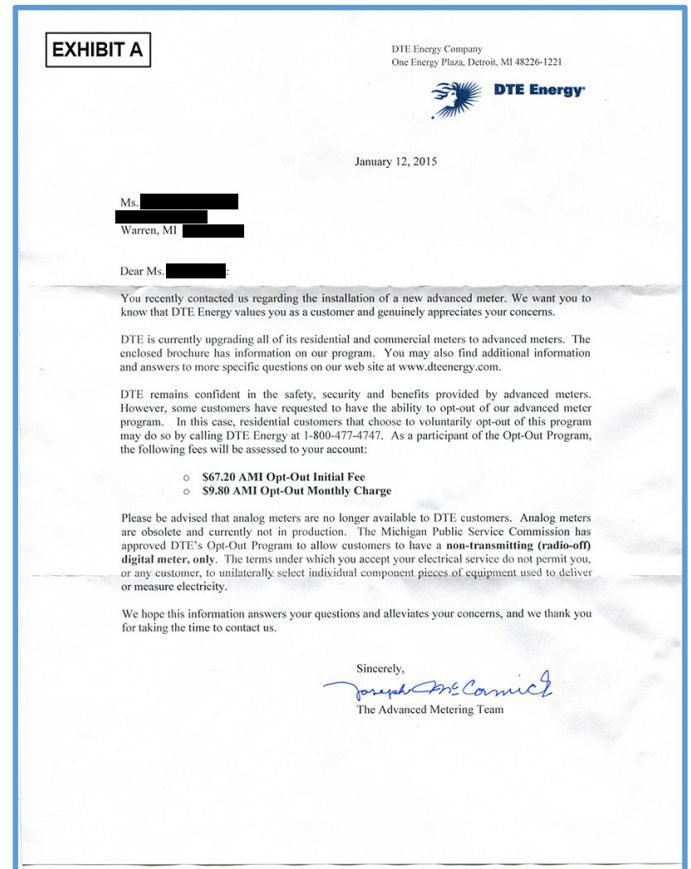 EXHIBIT A
DTE Energy Company
One Energy Plaza, Detroit, MI 48226-1221
DTE Energy
January 12, 2015
Ms.
Warren, MI
Dear Ms. :
You recently contacted us regarding the installation of a new advanced meter. We want you to
know that DTE Energy values you as a customer and genuinely appreciates your concerns.
DTE is currently upgrading all of its residential and commercial meters to advanced meters. The
enclosed brochure has information on our program. You may also find additional information
and answers to more specific questions on our web site at www.dteenergy.com.
DTE remains confident in the safety, security and benefits provided by advanced meters.
However, some customers have requested to have the ability to opt-out of our advanced meter
program. In this case, residential customers that choose to voluntarily opt-out of this program
may do so by calling DTE Energy at 1-800-477-4747. As a participant of the Opt-Out Program,
the following fees will be assessed to your account:
○ $67.20 AMI Opt-Out Initial Fee
○ $9.80 AMI Opt-Out Monthly Charge
Please be advised that analog meters are no longer available to DTE customers. Analog meters
are obsolete and currently not in production. The Michigan Public Service Commission has
approved DTE's Opt-Out Program to allow customers to have a non-transmitting (radio-off)
digital meter, only. The terms under which you accept your electrical service do not permit you,
or any customer, to unilaterally select individual component pieces of equipment used to deliver
or measure electricity.
We hope this information answers your questions and alleviates your concerns, and we thank you
for taking the time to contact us.
Sincerely,
Joseph McCormick
The Advanced Metering Team